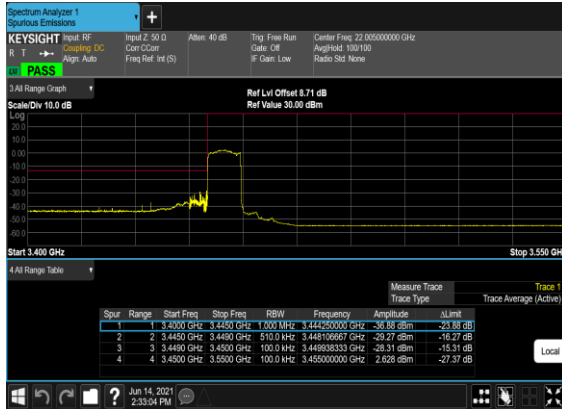 Spectrum Analyzer 1
Spurious Emissions
+
KEYSIGHT Input: RF Input Z: 50 Ω Atten: 40 dB Trig: Free Run Center Freq: 22.005000000 GHz
R T Coupling: DC Corr CCorr Gate: Off Avg|Hold: 100/100
Align: Auto Freq Ref: Int (S) IF Gain: Low Radio Std: None
PASS
3 All Range Graph
Ref Lvl Offset 8.71 dB
Scale/Div 10.0 dB Ref Value 30.00 dBm
Log
20.0
10.0
0.00
-10.0
-20.0
-30.0
-40.0
-50.0
-60.0
Start 3.400 GHz Stop 3.550 GH
4 All Range Table
Measure Trace Trace 1
Trace Type Trace Average (Active)
Spur Range Start Freq Stop Freq RBW Frequency Amplitude ΔLimit
1 1 3.4000 GHz 3.4450 GHz 1.000 MHz 3.444250000 GHz -36.88 dBm -23.88 dB
2 2 3.4450 GHz 3.4490 GHz 510.0 kHz 3.448106667 GHz -29.27 dBm -16.27 dB
3 3 3.4490 GHz 3.4500 GHz 100.0 kHz 3.449938333 GHz -28.31 dBm -15.31 dB
4 4 3.4500 GHz 3.5500 GHz 100.0 kHz 3.455000000 GHz 2.628 dBm -27.37 dB
Local
? Jun 14, 2021
2:33:04 PM